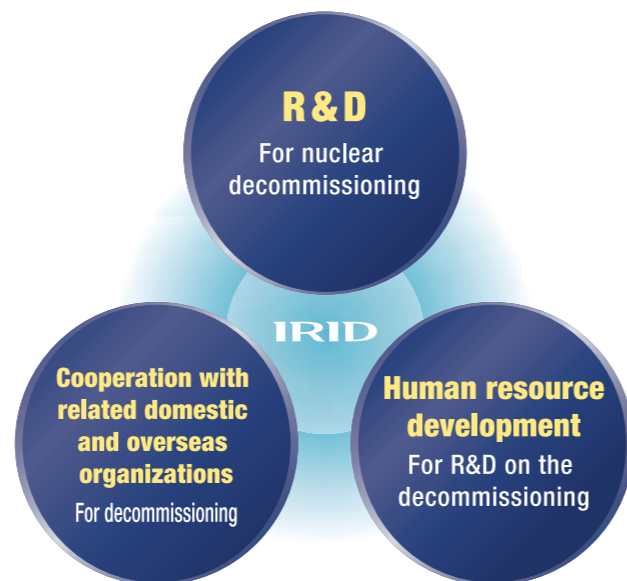 R&D
For nuclear
decommissioning
IRID
Cooperation with
related domestic
and overseas
organizations
For decommissioning
Human resource
development
For R&D on the
decommissioning